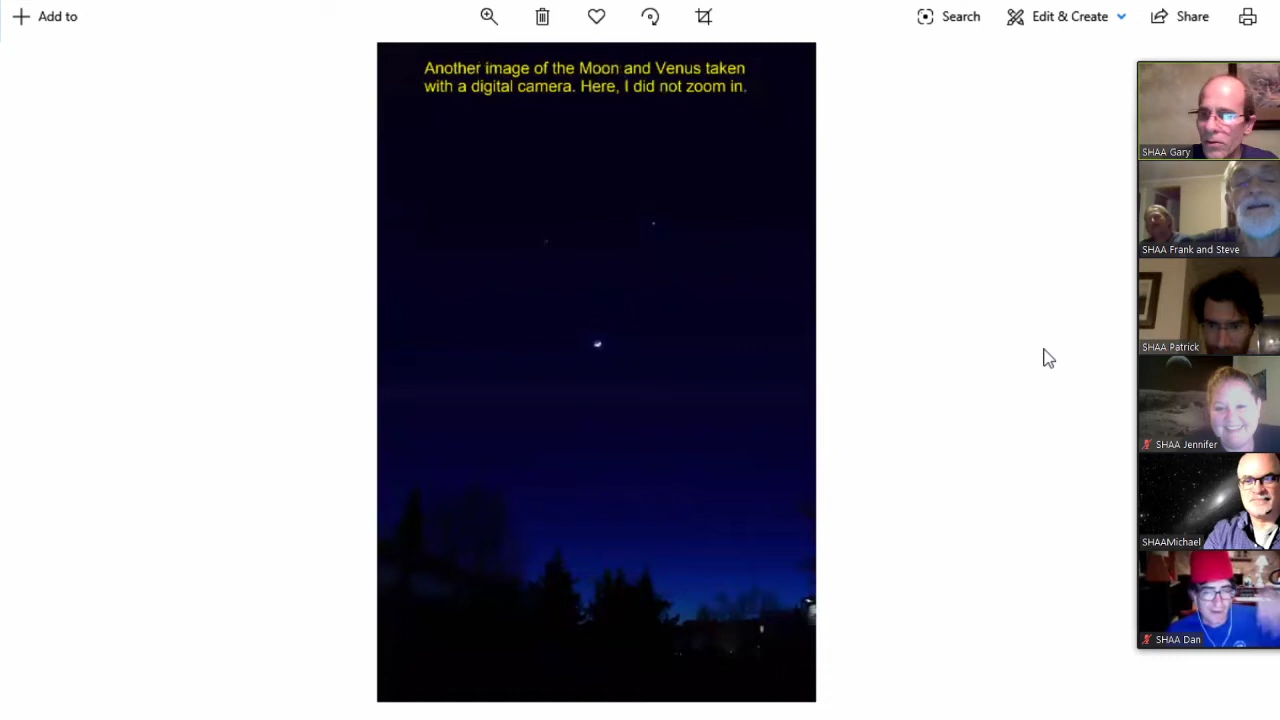 Add to
Search
Edit & Create
Share
Another image of the Moon and Venus taken
with a digital camera. Here, I did not zoom in.
SHAA Gary
SHAA Frank and Steve
SHAA Patrick
SHAA Jennifer
SHAAMichael
SHAA Dan